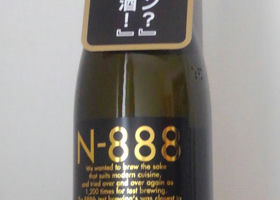 ン?』
酒!』
N-888
We wanted to brew the sake
that suits modern cuisine,
and tried over and over again as
1,200 times for test brewing.